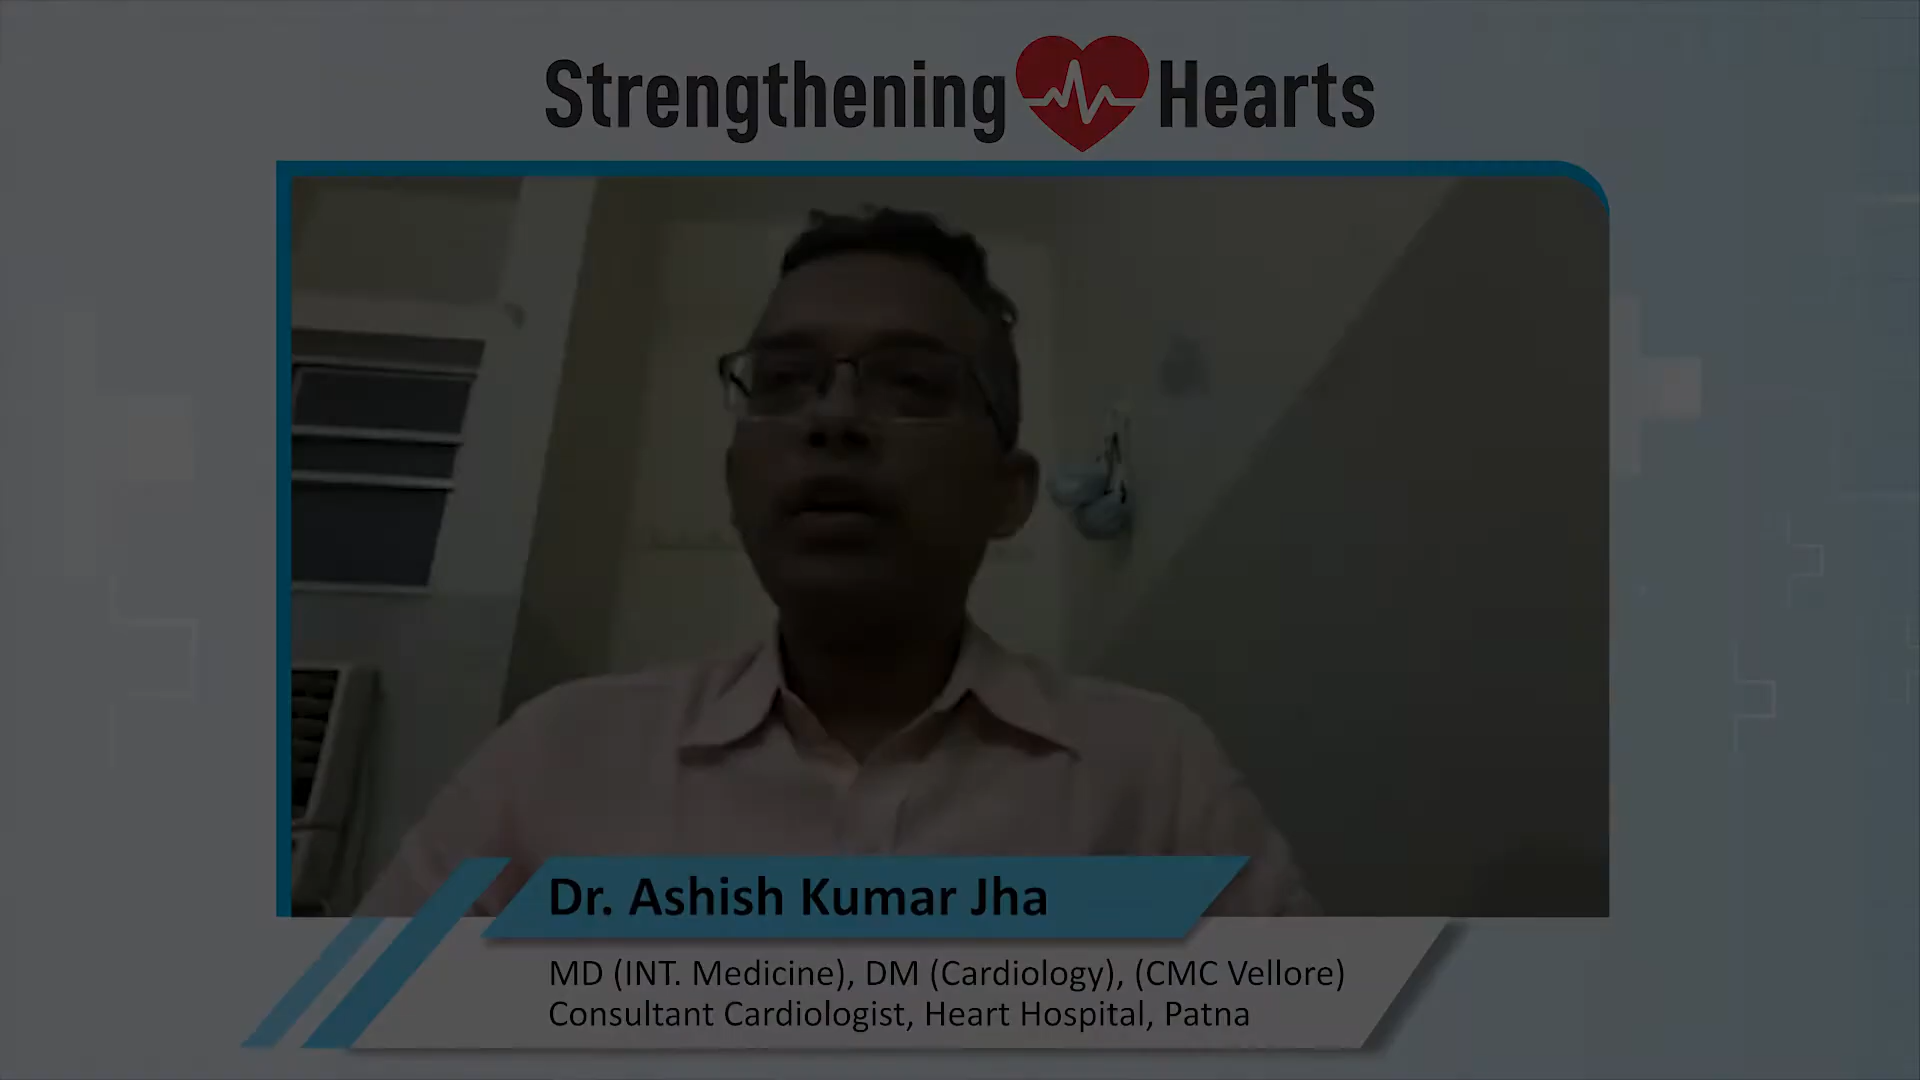 Strengthening Hearts
Dr. Ashish Kumar Jha
MD (INT. Medicine), DM (Cardiology), (CMC Vellore)
Consultant Cardiologist, Heart Hospital, Patna